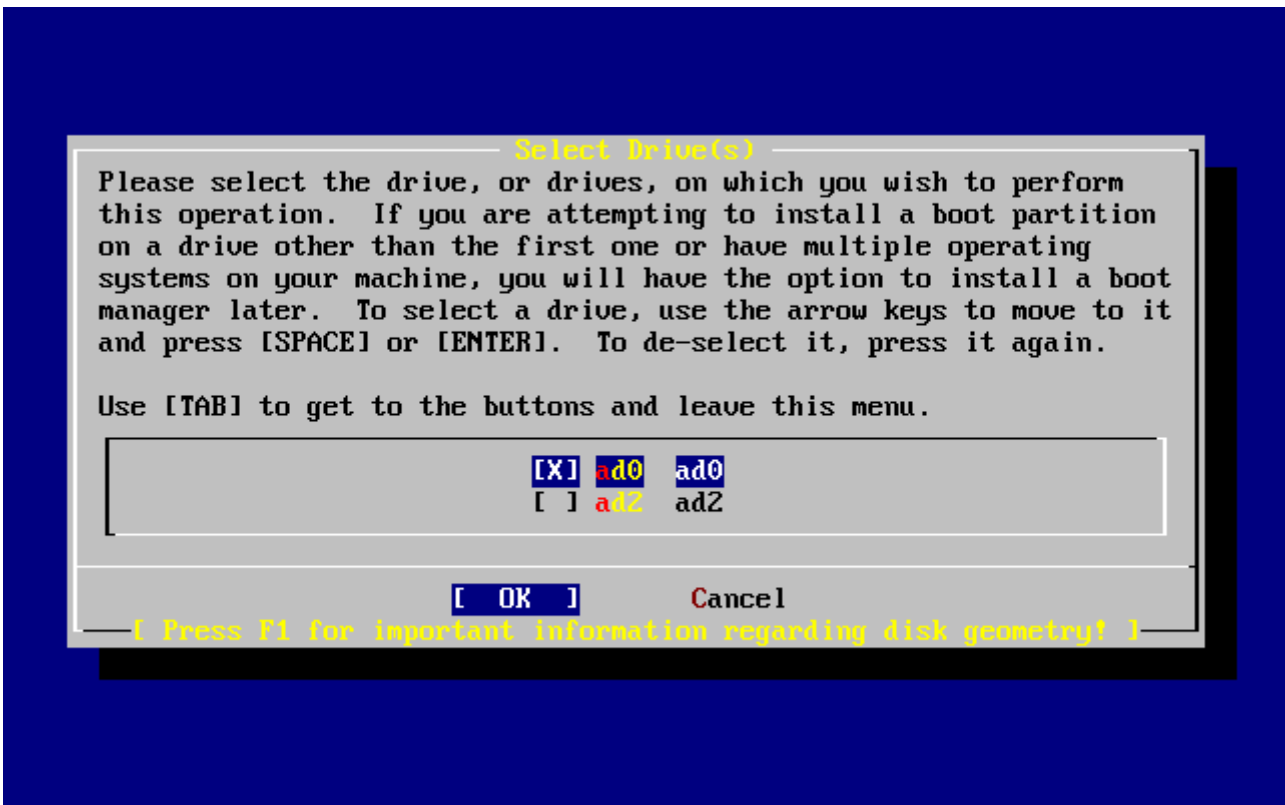 Select Drive(s)
Please select the drive, or drives, on which you wish to perform
this operation.  If you are attempting to install a boot partition
on a drive other than the first one or have multiple operating
systems on your machine, you will have the option to install a boot
manager later.  To select a drive, use the arrow keys to move to it
and press [SPACE] or [ENTER].  To de-select it, press it again.
Use [TAB] to get to the buttons and leave this menu.
[X] ad0  ad0
[ ] ad2  ad2
[  OK  ]       Cancel
[ Press F1 for important information regarding disk geometry! ]